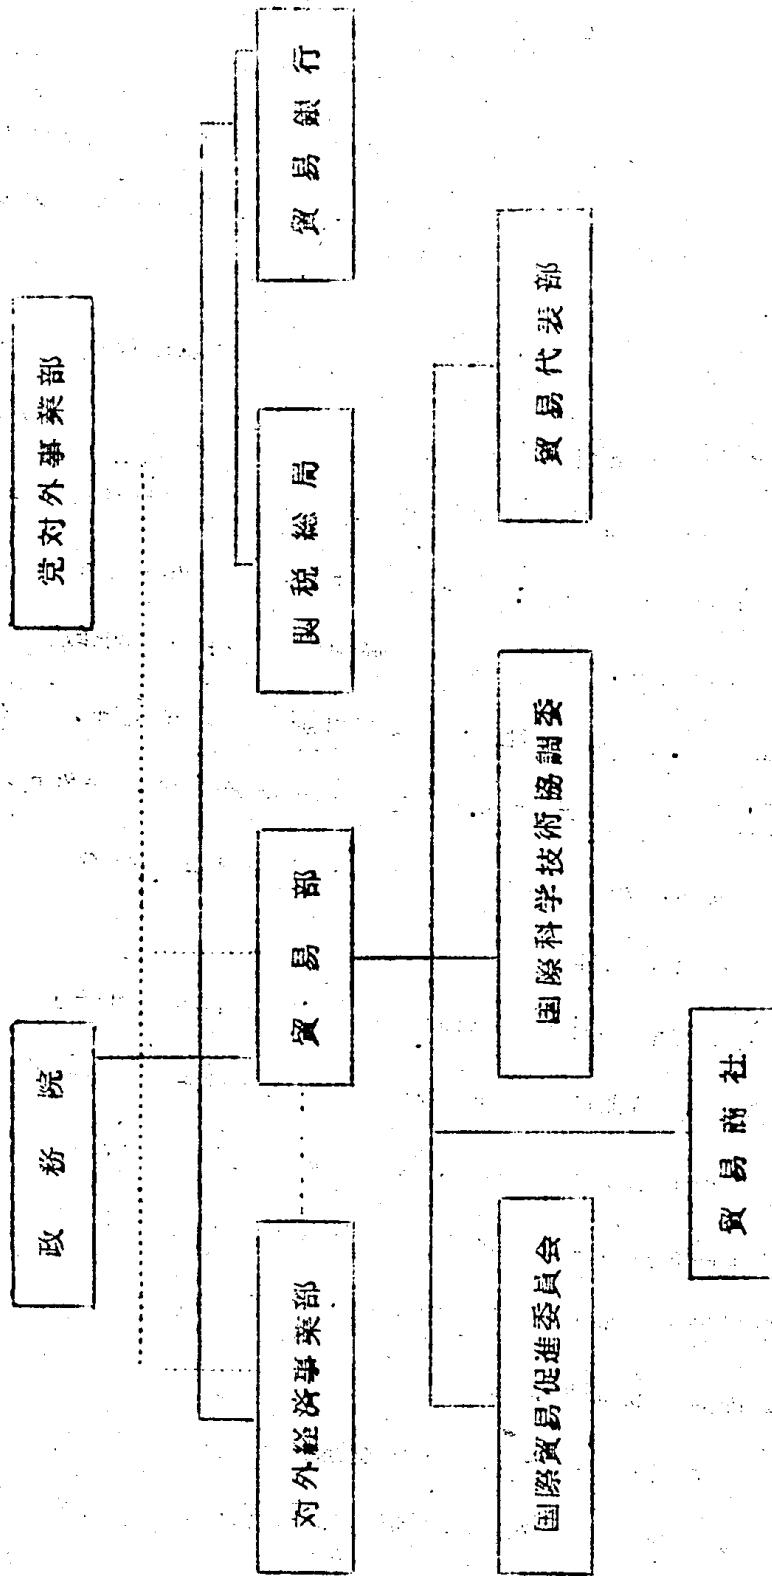 政務院
党対外事業部
対外経済事業部
貿易部
関税総局
貿易銀行
国際貿易促進委員会
国際科学技術協調委
貿易代表部
貿易商社